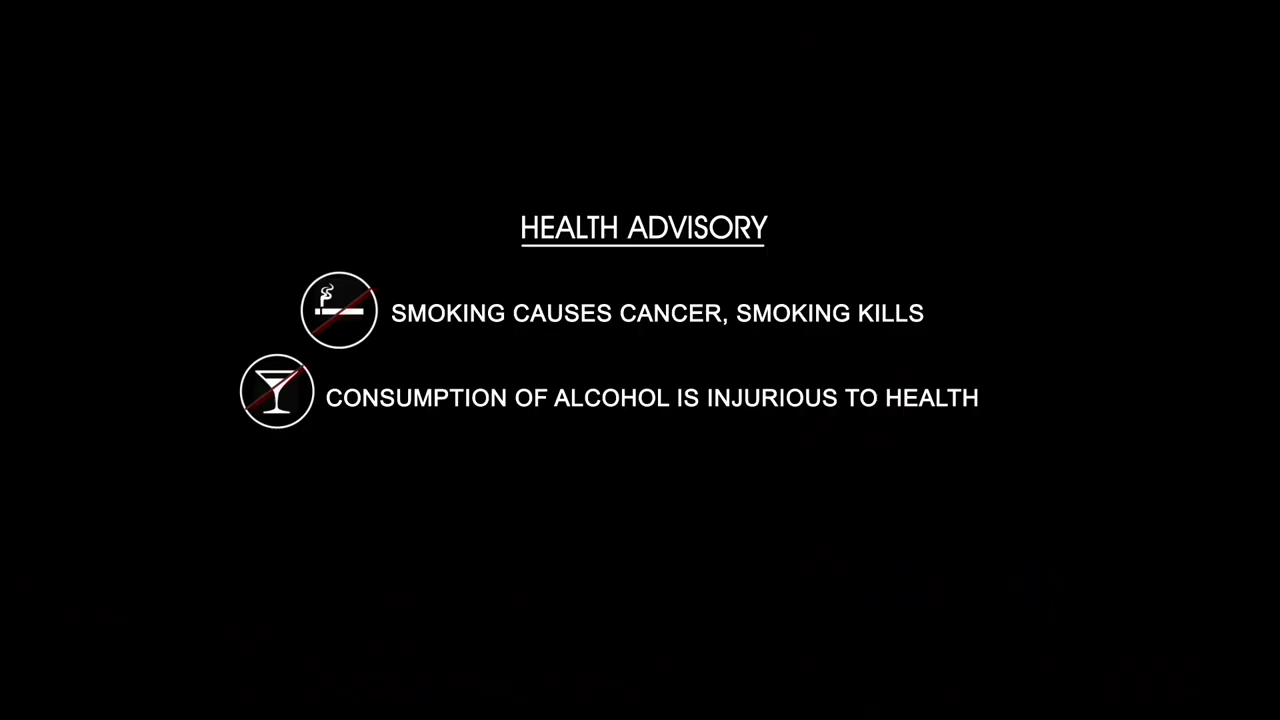 HEALTH ADVISORY
SMOKING CAUSES CANCER, SMOKING KILLS
CONSUMPTION OF ALCOHOL IS INJURIOUS TO HEALTH